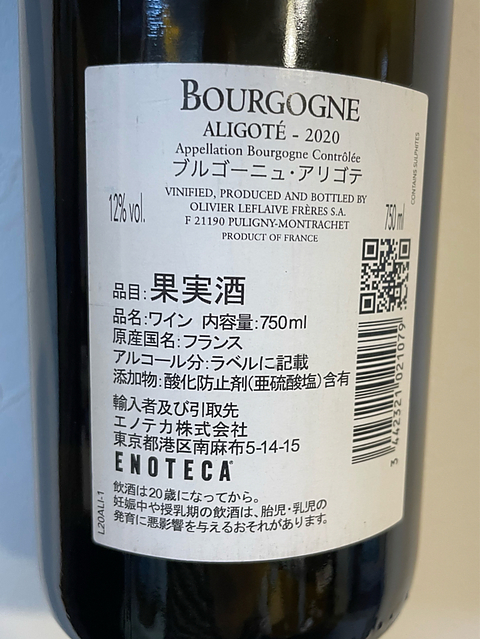 BOURGOGNE
ALIGOTÉ - 2020
Appellation Bourgogne Contrôlée
ブルゴーニュ・アリゴテ
VINIFIED, PRODUCED AND BOTTLED BY
OLIVIER LEFLAIVE FRÈRES S.A.
F 21190 PULIGNY-MONTRACHET
PRODUCT OF FRANCE
12% vol.
750 ml
CONTAINS SULPHITES
品目:果実酒
品名:ワイン 内容量:750ml
原産国名:フランス
アルコール分:ラベルに記載
添加物:酸化防止剤(亜硫酸塩)含有
輸入者及び引取先
エノテカ株式会社
東京都港区南麻布5-14-15
ENOTECA
飲酒は20歳になってから。
妊娠中や授乳期の飲酒は、胎児・乳児の
発育に悪影響を与えるおそれがあります。
L20ALI-1
3 442321 021079